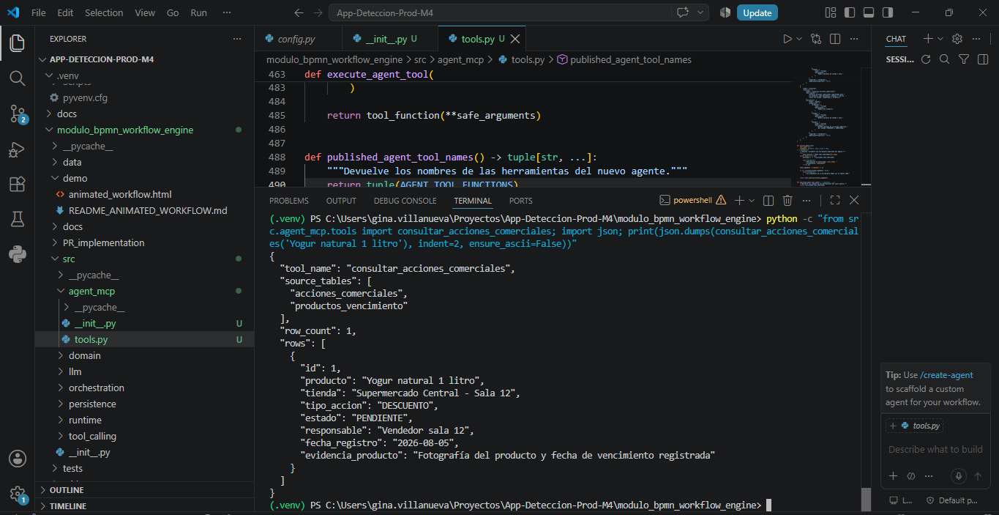 File Edit Selection View Go Run ··· App-Deteccion-Prod-M4 Update
EXPLORER ···
APP-DETECCION-PROD-M4
.venv
Scripts
pyvenv.cfg
docs
modulo_bpmn_workflow_engine
__pycache__
data
demo
animated_workflow.html
README_ANIMATED_WORKFLOW.md
docs
PR_implementation
src
__pycache__
agent_mcp
__pycache__
__init__.py U
tools.py U
domain
llm
orchestration
persistence
runtime
tool_calling
__init__.py
tests
OUTLINE
TIMELINE
2
1
config.py __init__.py U tools.py U
modulo_bpmn_workflow_engine > src > agent_mcp > tools.py > published_agent_tool_names
463 def execute_agent_tool(
483 )
484
485 return tool_function(**safe_arguments)
486
487
488 def published_agent_tool_names() -> tuple[str, ...]:
489 """Devuelve los nombres de las herramientas del nuevo agente."""
490 return tuple(AGENT_TOOL_FUNCTIONS)
PROBLEMS OUTPUT DEBUG CONSOLE TERMINAL PORTS powershell
(.venv) PS C:\Users\gina.villanueva\Proyectos\App-Deteccion-Prod-M4\modulo_bpmn_workflow_engine> python -c "from sr
c.agent_mcp.tools import consultar_acciones_comerciales; import json; print(json.dumps(consultar_acciones_comercial
es('Yogur natural 1 litro'), indent=2, ensure_ascii=False))"
{
"tool_name": "consultar_acciones_comerciales",
"source_tables": [
"acciones_comerciales",
"productos_vencimiento"
],
"row_count": 1,
"rows": [
{
"id": 1,
"producto": "Yogur natural 1 litro",
"tienda": "Supermercado Central - Sala 12",
"tipo_accion": "DESCUENTO",
"estado": "PENDIENTE",
"responsable": "Vendedor sala 12",
"fecha_registro": "2026-08-05",
"evidencia_producto": "Fotografía del producto y fecha de vencimiento registrada"
}
]
}
(.venv) PS C:\Users\gina.villanueva\Proyectos\App-Deteccion-Prod-M4\modulo_bpmn_workflow_engine>
CHAT
SESSI...
Tip: Use /create-agent
to scaffold a custom
agent for your workflow.
tools.py
Describe what to build
L... Default p...